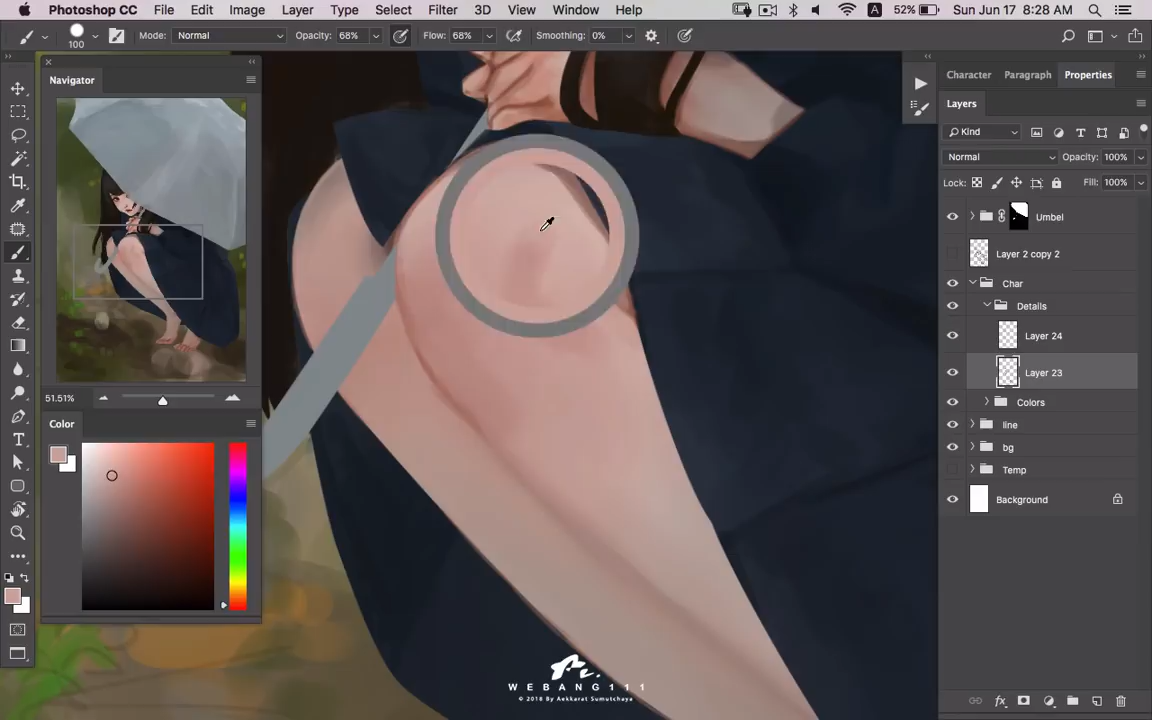 Photoshop CC File Edit Image Layer Type Select Filter 3D View Window Help A 52% Sun Jun 17 8:28 AM
100 Mode: Normal Opacity: 68% Flow: 68% Smoothing: 0%
Navigator
51.51%
Color
Character Paragraph Properties
Layers
Kind
Normal Opacity: 100%
Lock: Fill: 100%
Umbel
Layer 2 copy 2
Char
Details
Layer 24
Layer 23
Colors
line
bg
Temp
Background
WEBANG111
© 2018 By Aekkarat Sumutchaya